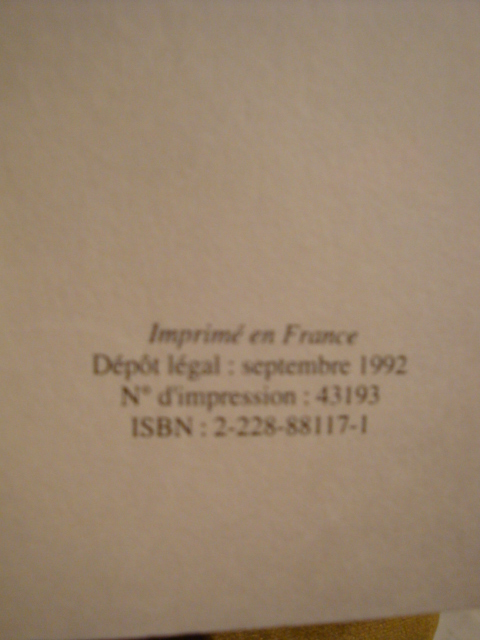 Imprimé en France
Dépôt légal : septembre 1992
N° d'impression : 43193
ISBN : 2-228-88117-1